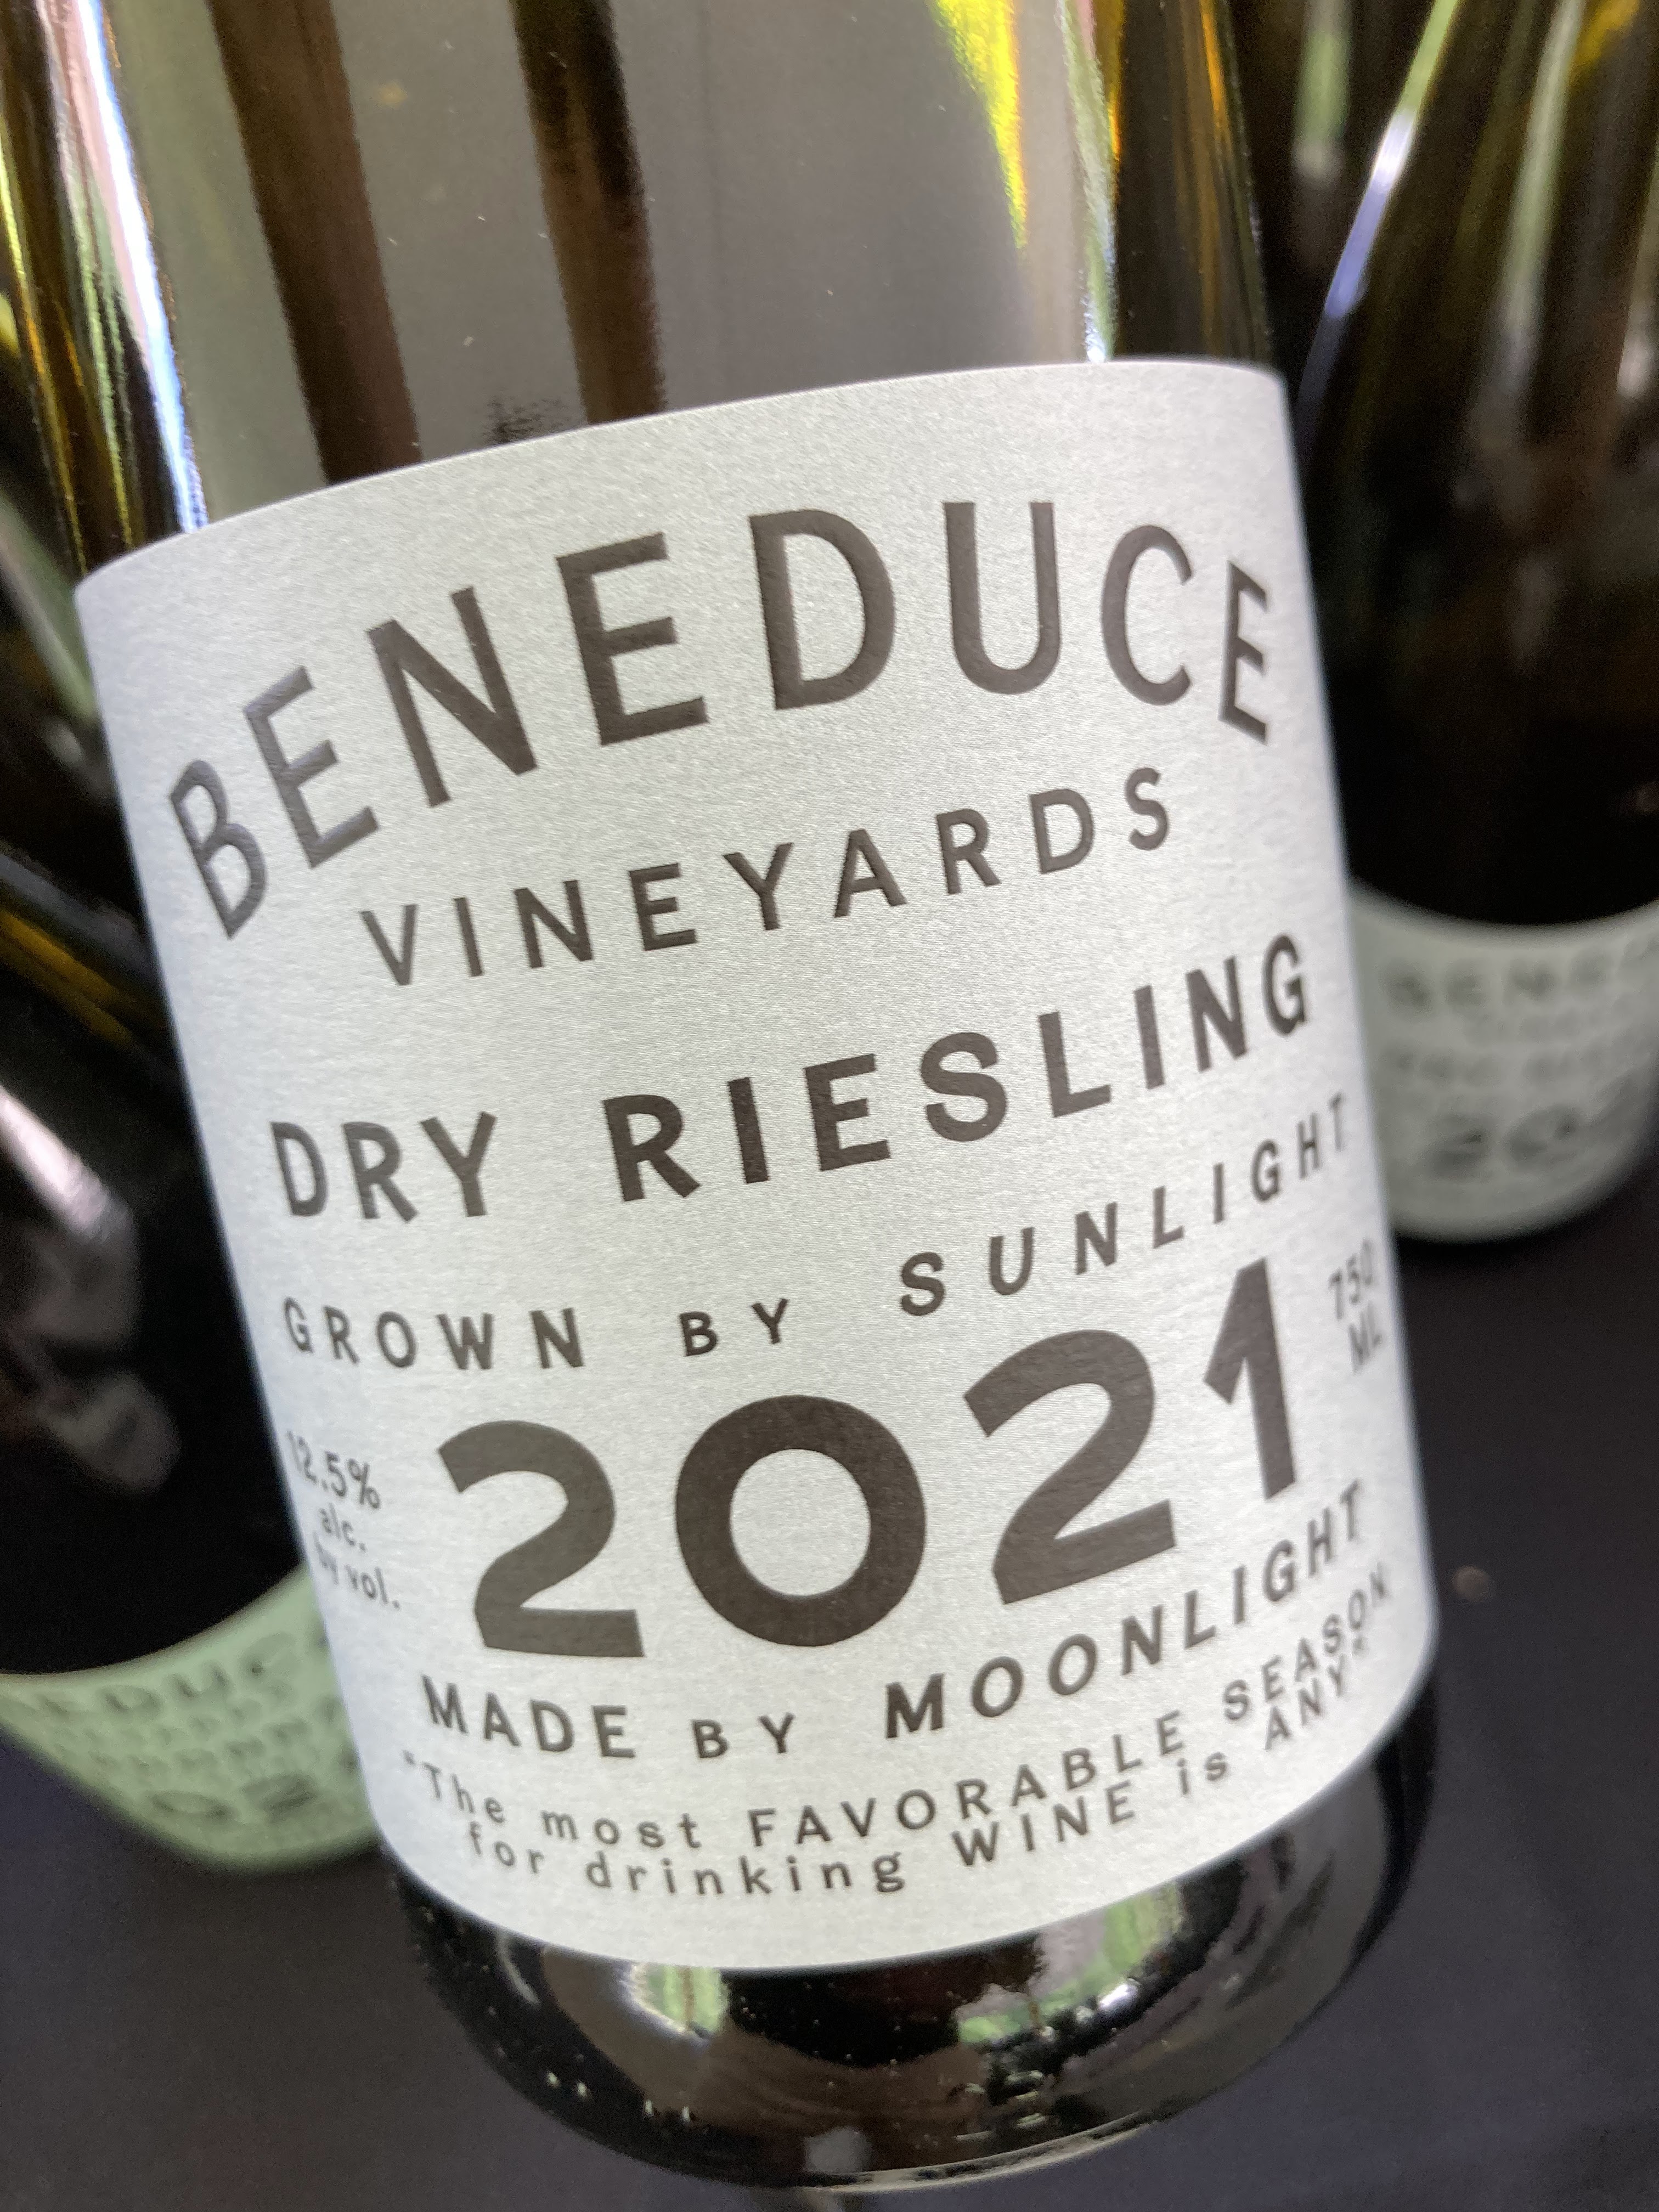 BENEDUCE
VINEYARDS
DRY RIESLING
GROWN BY SUNLIGHT
750
ML
2021
12.5%
alc.
by vol.
MADE BY MOONLIGHT
"The most FAVORABLE SEASON
for drinking WINE is ANY"